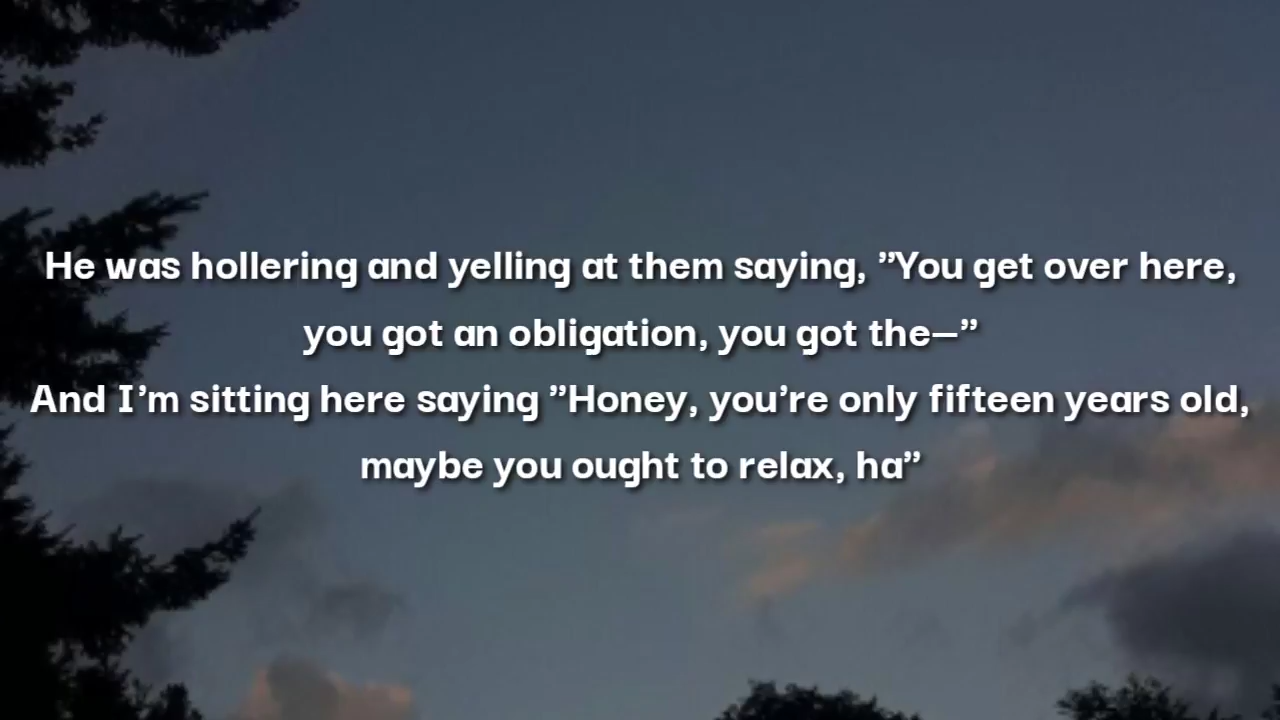 He was hollering and yelling at them saying, ”You get over here,
you got an obligation, you got the—”
And I’m sitting here saying ”Honey, you’re only fifteen years old,
maybe you ought to relax, ha”